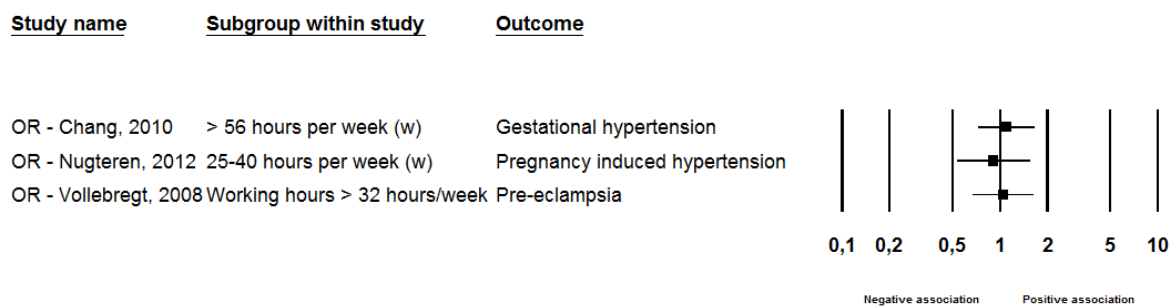 Study name Subgroup within study Outcome
OR - Chang, 2010 > 56 hours per week (w) Gestational hypertension
OR - Nugteren, 2012 25-40 hours per week (w) Pregnancy induced hypertension
OR - Vollebregt, 2008 Working hours > 32 hours/week Pre-eclampsia
0,1 0,2 0,5 1 2 5 10
Negative association Positive association